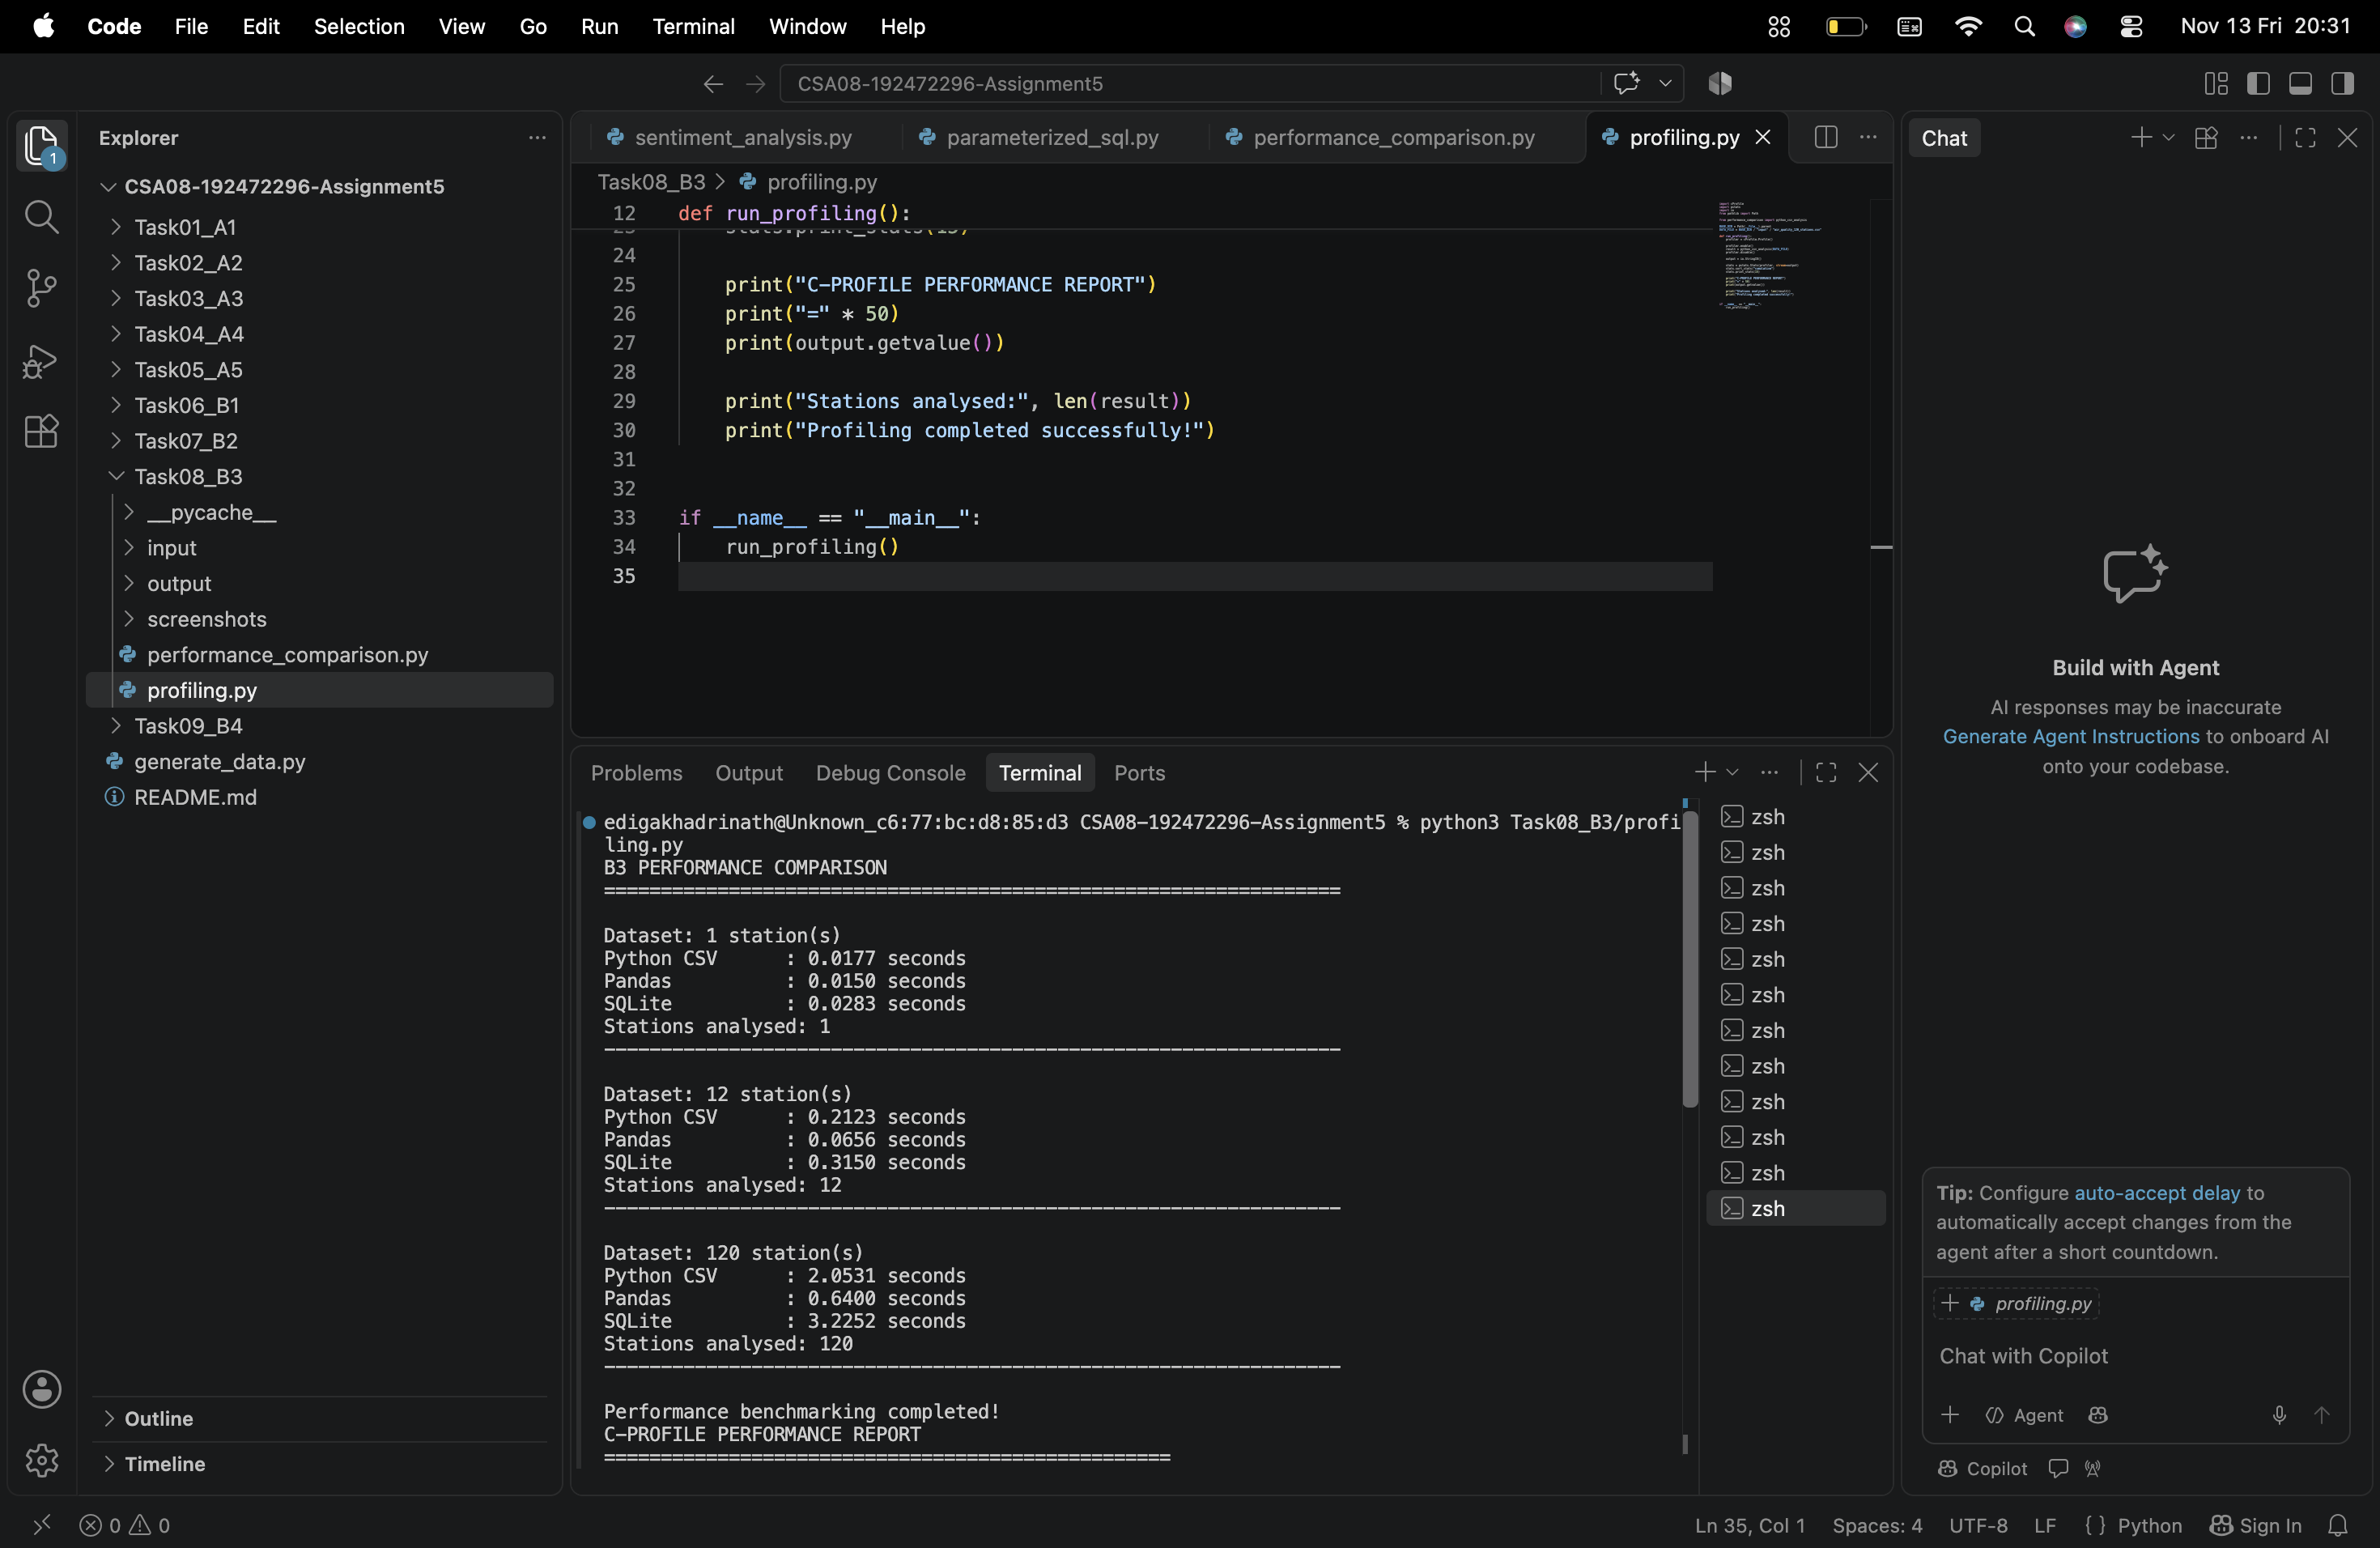 Code File Edit Selection View Go Run Terminal Window Help Nov 13 Fri 20:31
CSA08-192472296-Assignment5
1
Explorer
CSA08-192472296-Assignment5
Task01_A1
Task02_A2
Task03_A3
Task04_A4
Task05_A5
Task06_B1
Task07_B2
Task08_B3
__pycache__
input
output
screenshots
performance_comparison.py
profiling.py
Task09_B4
generate_data.py
README.md
Outline
Timeline
sentiment_analysis.py parameterized_sql.py performance_comparison.py profiling.py
Task08_B3 > profiling.py
12 def run_profiling():
24
25 print("C-PROFILE PERFORMANCE REPORT")
26 print("=" * 50)
27 print(output.getvalue())
28
29 print("Stations analysed:", len(result))
30 print("Profiling completed successfully!")
31
32
33 if __name__ == "__main__":
34 run_profiling()
35
Problems Output Debug Console Terminal Ports
edigakhadrinath@Unknown_c6:77:bc:d8:85:d3 CSA08-192472296-Assignment5 % python3 Task08_B3/profi
ling.py
B3 PERFORMANCE COMPARISON
=================================================================
Dataset: 1 station(s)
Python CSV : 0.0177 seconds
Pandas : 0.0150 seconds
SQLite : 0.0283 seconds
Stations analysed: 1
-----------------------------------------------------------------
Dataset: 12 station(s)
Python CSV : 0.2123 seconds
Pandas : 0.0656 seconds
SQLite : 0.3150 seconds
Stations analysed: 12
-----------------------------------------------------------------
Dataset: 120 station(s)
Python CSV : 2.0531 seconds
Pandas : 0.6400 seconds
SQLite : 3.2252 seconds
Stations analysed: 120
-----------------------------------------------------------------
Performance benchmarking completed!
C-PROFILE PERFORMANCE REPORT
==================================================
zsh
zsh
zsh
zsh
zsh
zsh
zsh
zsh
zsh
zsh
zsh
zsh
Chat
Build with Agent
AI responses may be inaccurate
Generate Agent Instructions to onboard AI
onto your codebase.
Tip: Configure auto-accept delay to
automatically accept changes from the
agent after a short countdown.
profiling.py
Chat with Copilot
Agent
Copilot
0 0
Ln 35, Col 1 Spaces: 4 UTF-8 LF {} Python Sign In